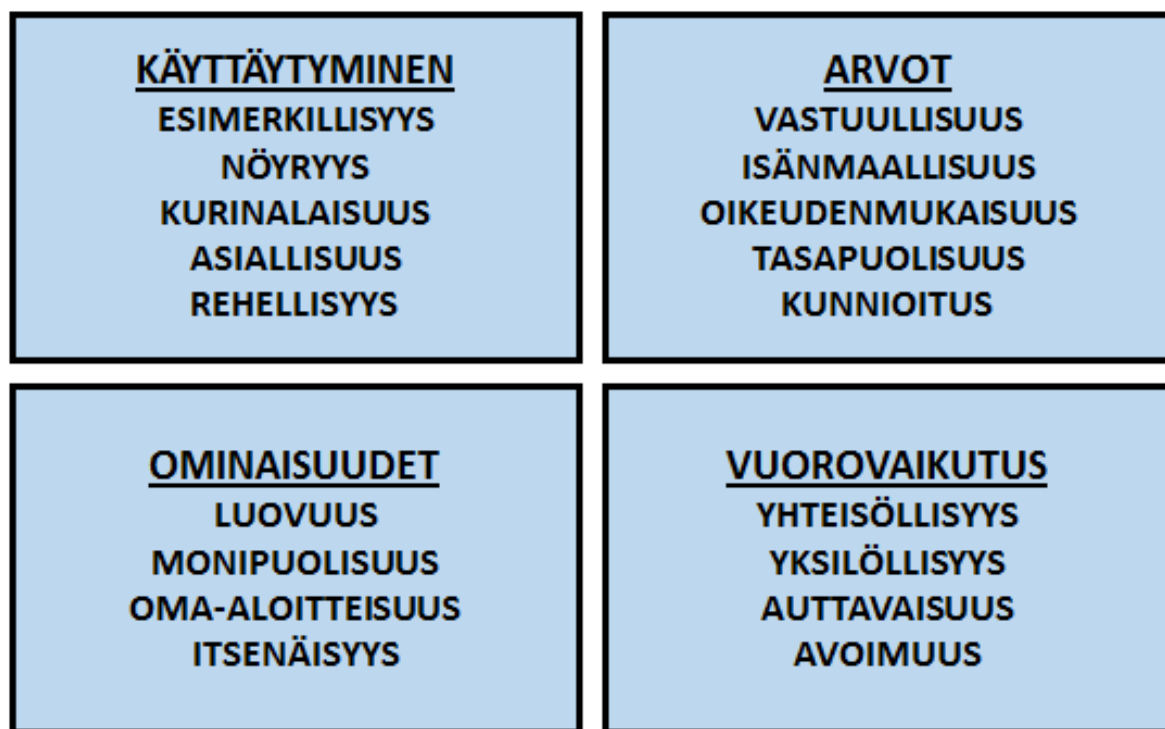 KÄYTTÄYTYMINEN
ESIMERKILLISYYS
NÖYRYYS
KURINALAISUUS
ASIALLISUUS
REHELLISYYS
ARVOT
VASTUULLISUUS
ISÄNMAALLISUUS
OIKEUDENMUKAISUUS
TASAPUOLISUUS
KUNNIOITUS
OMINAISUUDET
LUOVUUS
MONIPUOLISUUS
OMA-ALOITTEISUUS
ITSENÄISYYS
VUOROVAIKUTUS
YHTEISÖLLISYYS
YKSILÖLLISYYS
AUTTAVAISUUS
AVOIMUUS